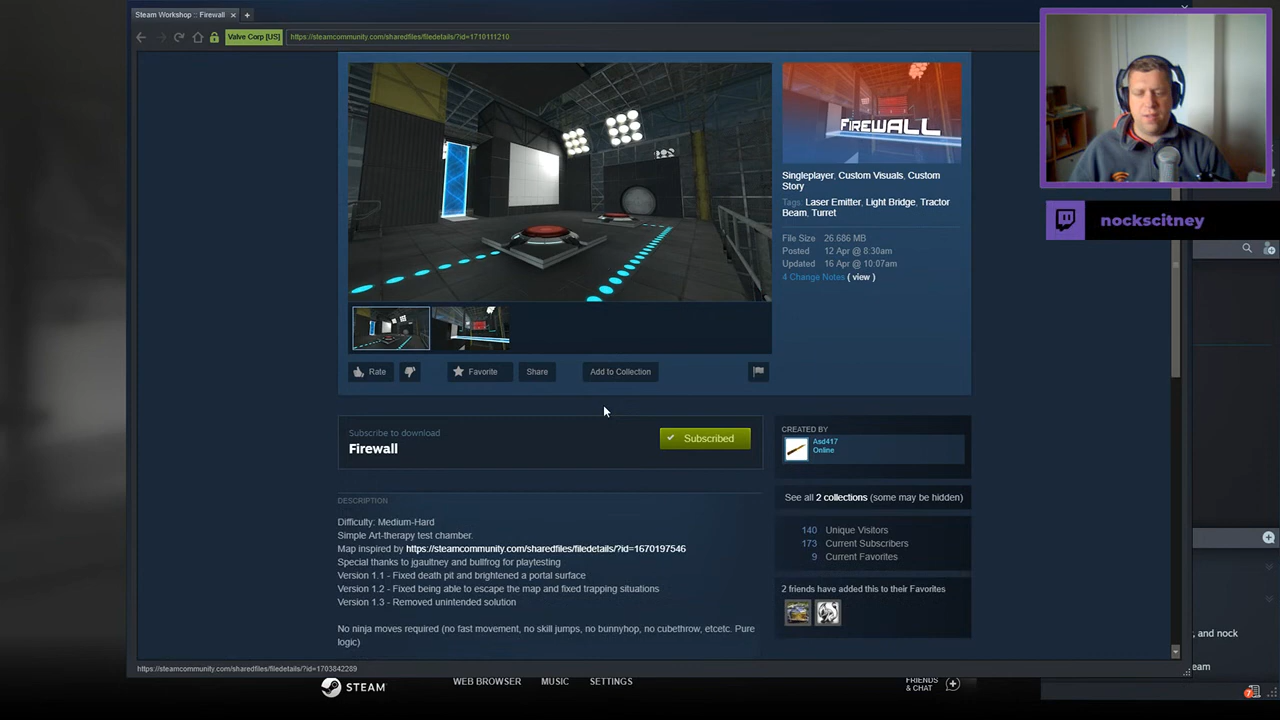 Steam Workshop :: Firewall
Valve Corp [US]
https://steamcommunity.com/sharedfiles/filedetails/?id=1710111210
FIREWALL
Singleplayer, Custom Visuals, Custom
Story
Tags: Laser Emitter, Light Bridge, Tractor
Beam, Turret
File Size 26.686 MB
Posted 12 Apr @ 8:30am
Updated 16 Apr @ 10:07am
4 Change Notes ( view )
nockscitney
Rate
Favorite
Share
Add to Collection
Subscribe to download
Firewall
Subscribed
CREATED BY
Asd417
Online
See all 2 collections (some may be hidden)
140 Unique Visitors
173 Current Subscribers
9 Current Favorites
2 friends have added this to their Favorites
DESCRIPTION
Difficulty: Medium-Hard
Simple Art-therapy test chamber.
Map inspired by https://steamcommunity.com/sharedfiles/filedetails/?id=1670197546
Special thanks to jgaultney and bullfrog for playtesting
Version 1.1 - Fixed death pit and brightened a portal surface
Version 1.2 - Fixed being able to escape the map and fixed trapping situations
Version 1.3 - Removed unintended solution
No ninja moves required (no fast movement, no skill jumps, no bunnyhop, no cubethrow, etcetc. Pure
logic)
, and nock
eam
https://steamcommunity.com/sharedfiles/filedetails/?id=1703842289
STEAM
WEB BROWSER
MUSIC
SETTINGS
FRIENDS
& CHAT
7